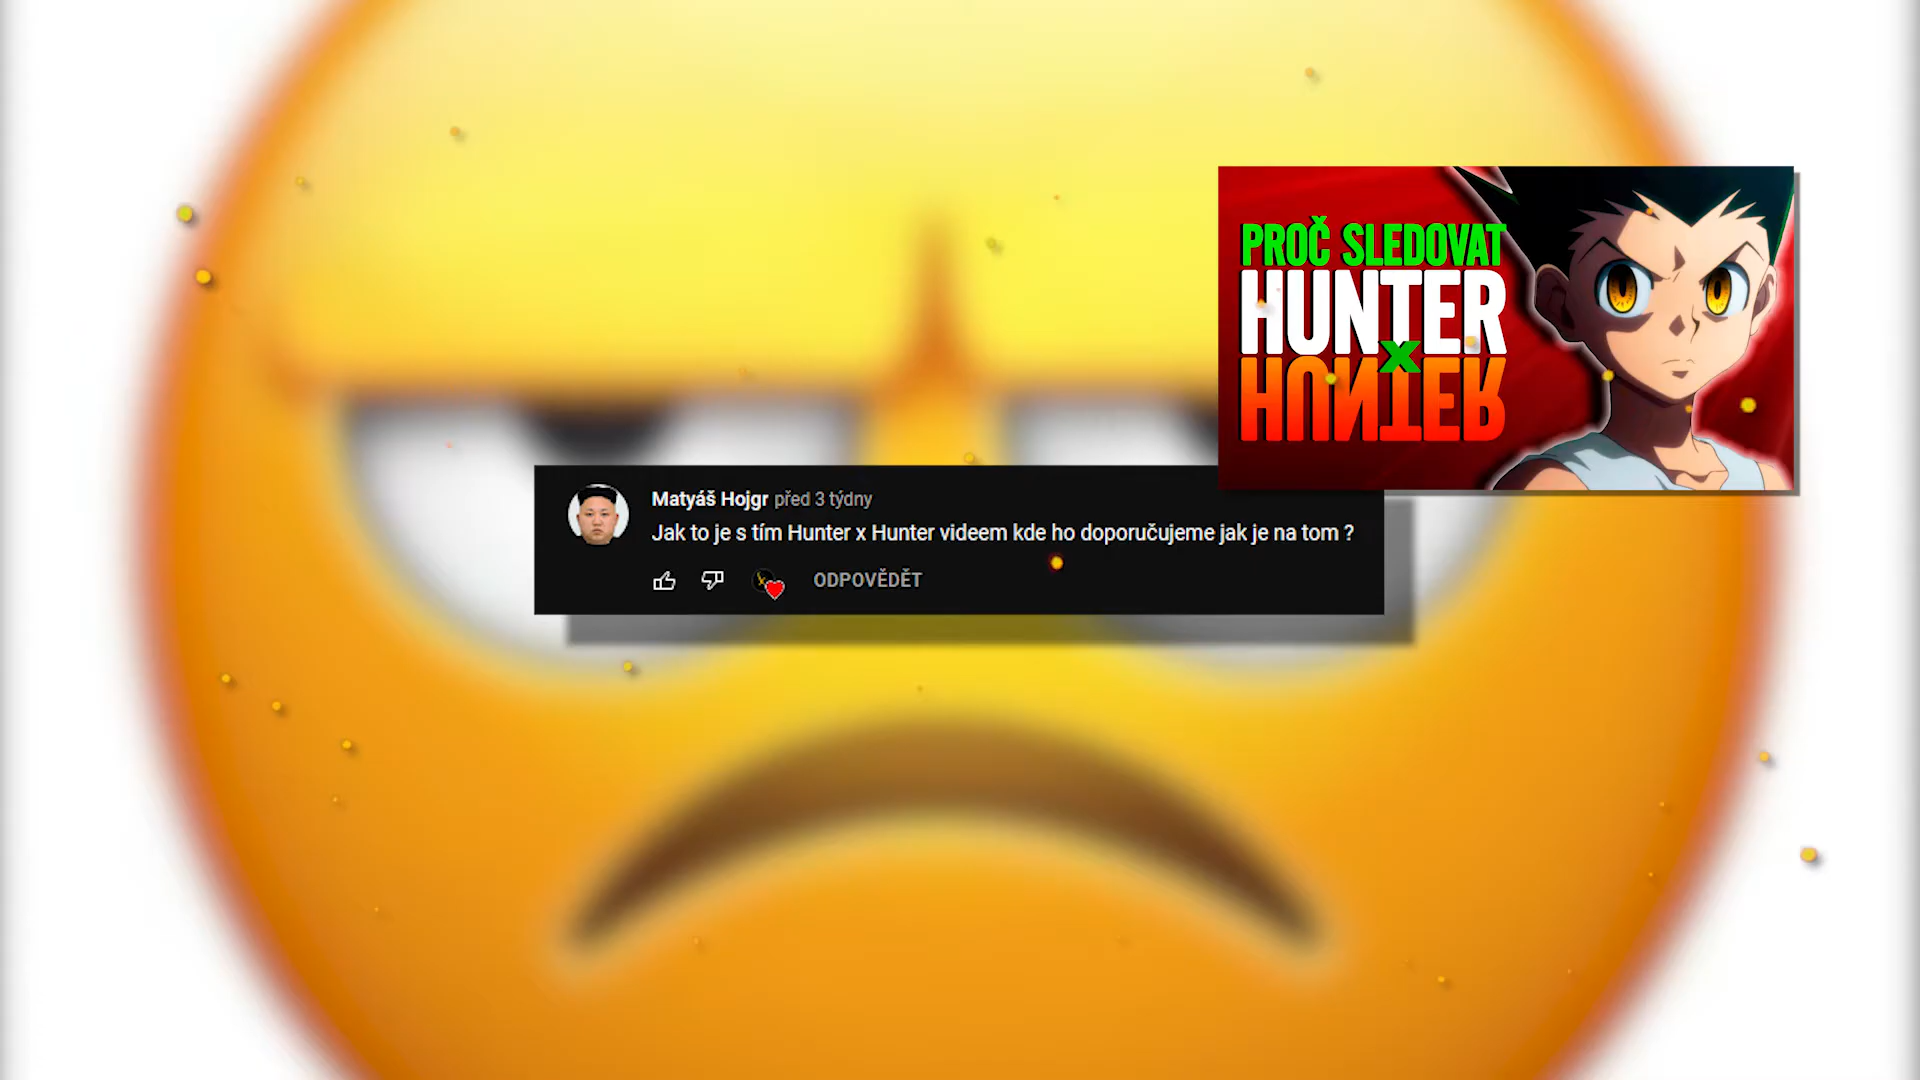 PROČ SLEDOVAT
HUNTER
X
HUNTER
Matyáš Hojgr před 3 týdny
Jak to je s tím Hunter x Hunter videem kde ho doporučujeme jak je na tom ?
ODPOVĚDĚT